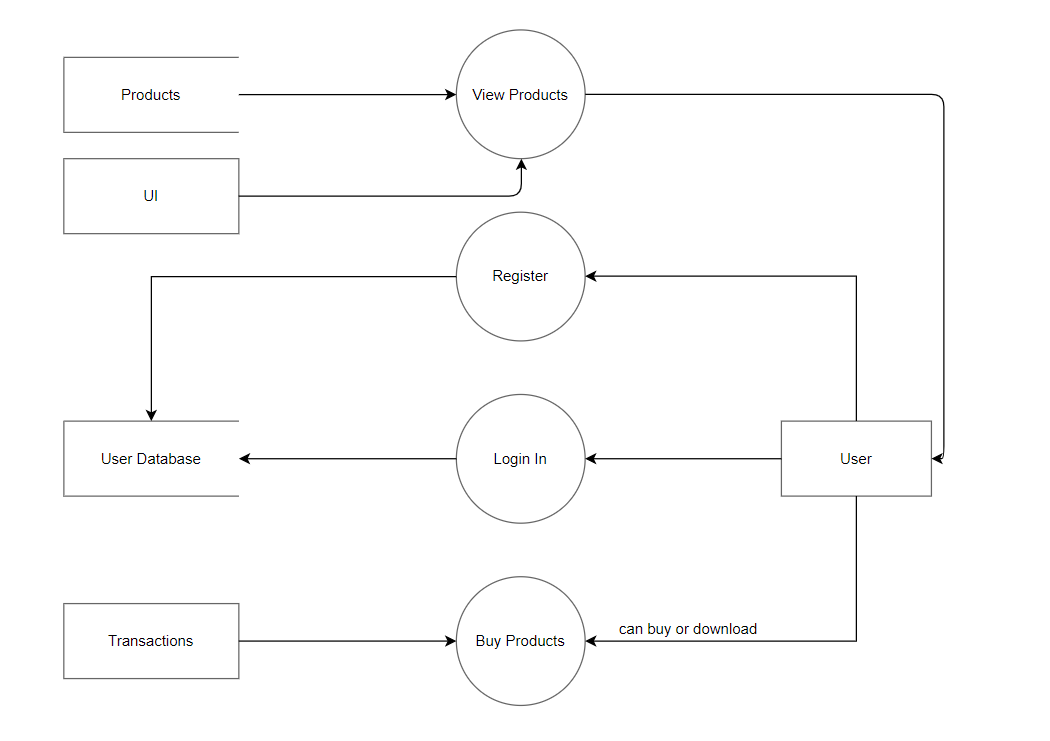 Products
View Products
UI
Register
User Database
Login In
User
can buy or download
Transactions
Buy Products